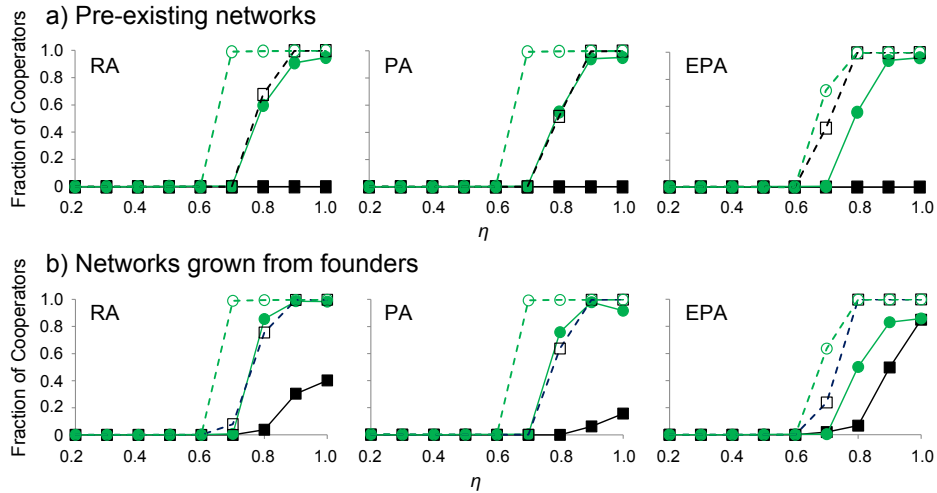 a) Pre-existing networks
Fraction of Cooperators
1.0
0.8
0.6
0.4
0.2
0
RA
PA
EPA
0.2 0.4 0.6 0.8 1.0
0.2 0.4 0.6 0.8 1.0
0.2 0.4 0.6 0.8 1.0
η
b) Networks grown from founders
Fraction of Cooperators
1.0
0.8
0.6
0.4
0.2
0
RA
PA
EPA
0.2 0.4 0.6 0.8 1.0
0.2 0.4 0.6 0.8 1.0
0.2 0.4 0.6 0.8 1.0
η